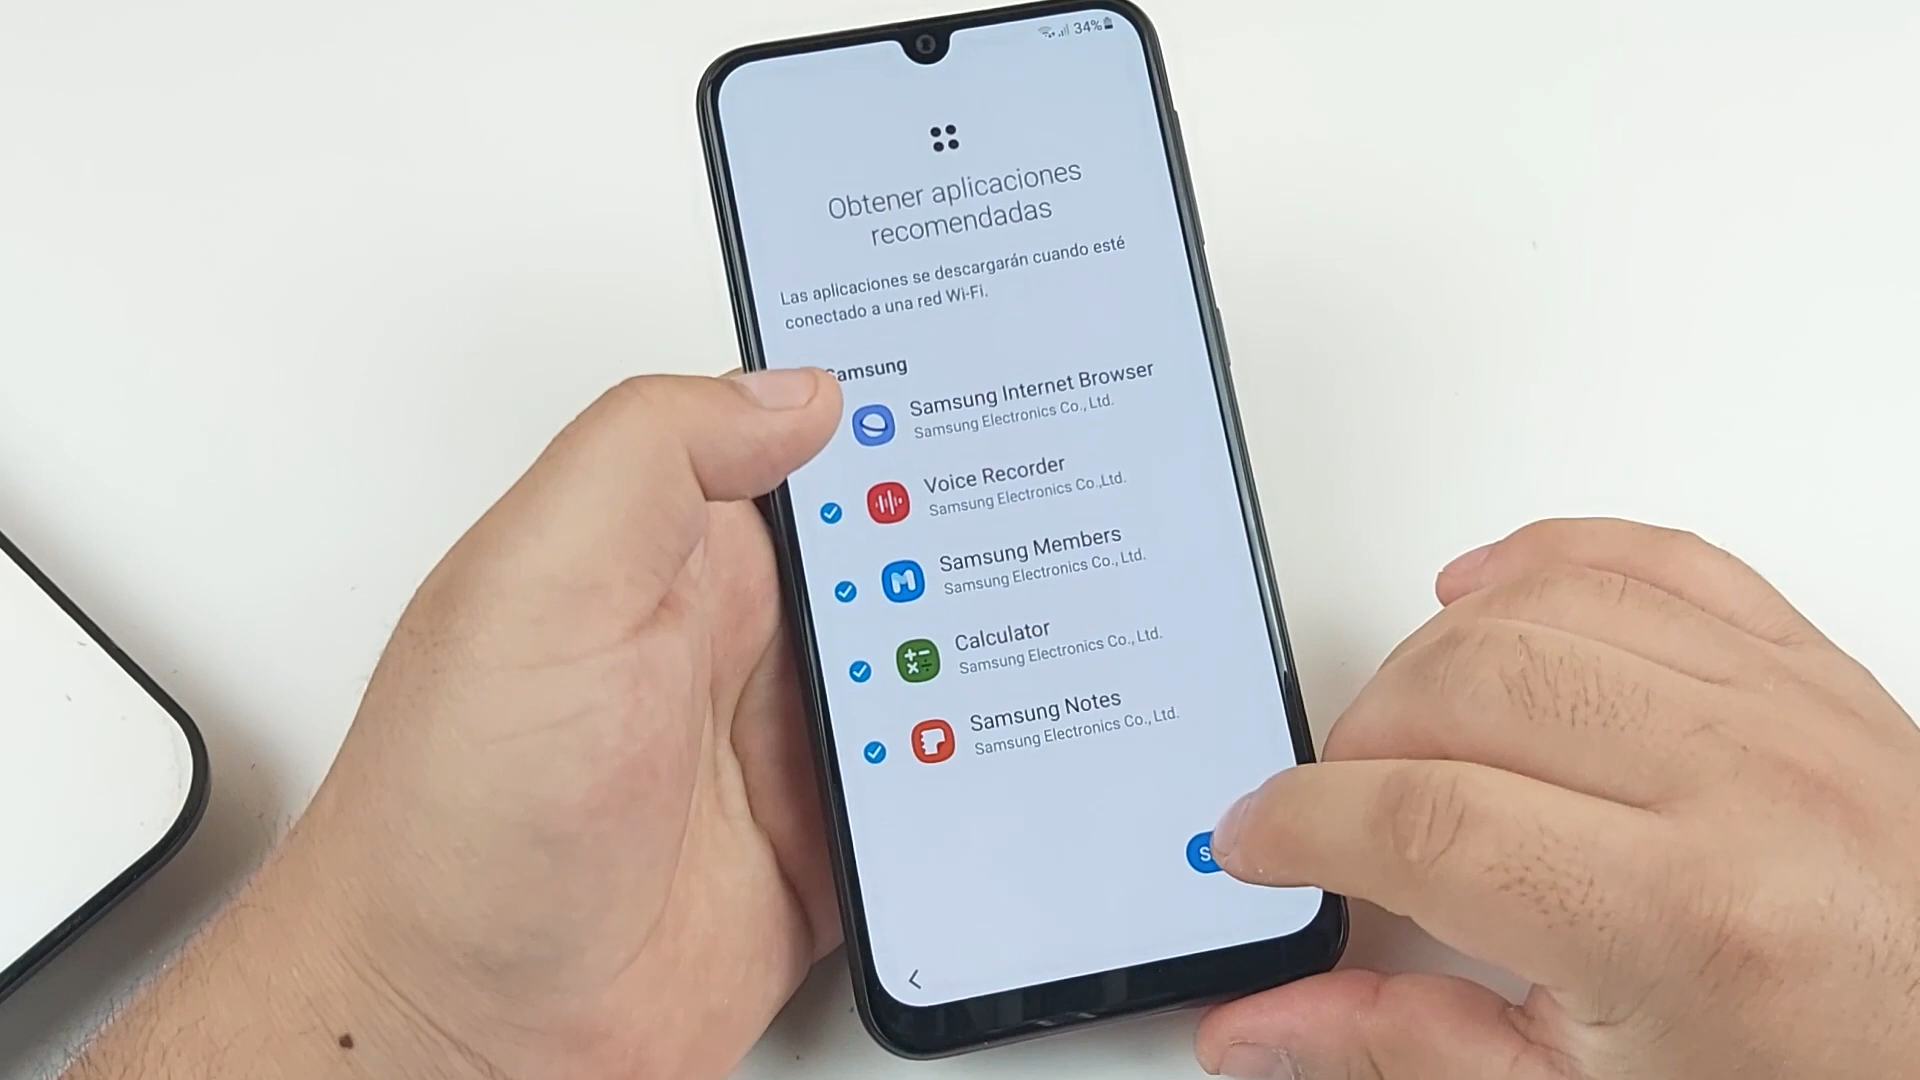 34%
Obtener aplicaciones
recomendadas
Las aplicaciones se descargarán cuando esté
conectado a una red Wi-Fi.
Samsung
Samsung Internet Browser
Samsung Electronics Co., Ltd.
Voice Recorder
Samsung Electronics Co.,Ltd.
Samsung Members
Samsung Electronics Co., Ltd.
Calculator
Samsung Electronics Co., Ltd.
Samsung Notes
Samsung Electronics Co., Ltd.